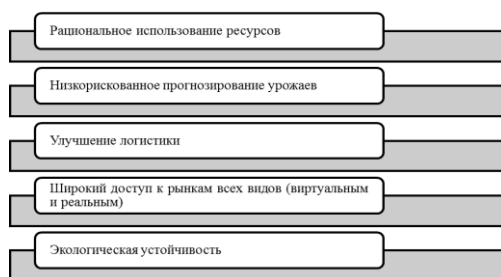 Рациональное использование ресурсов
Низкорискованное прогнозирование урожаев
Улучшение логистики
Широкий доступ к рынкам всех видов (виртуальным
и реальным)
Экологическая устойчивость